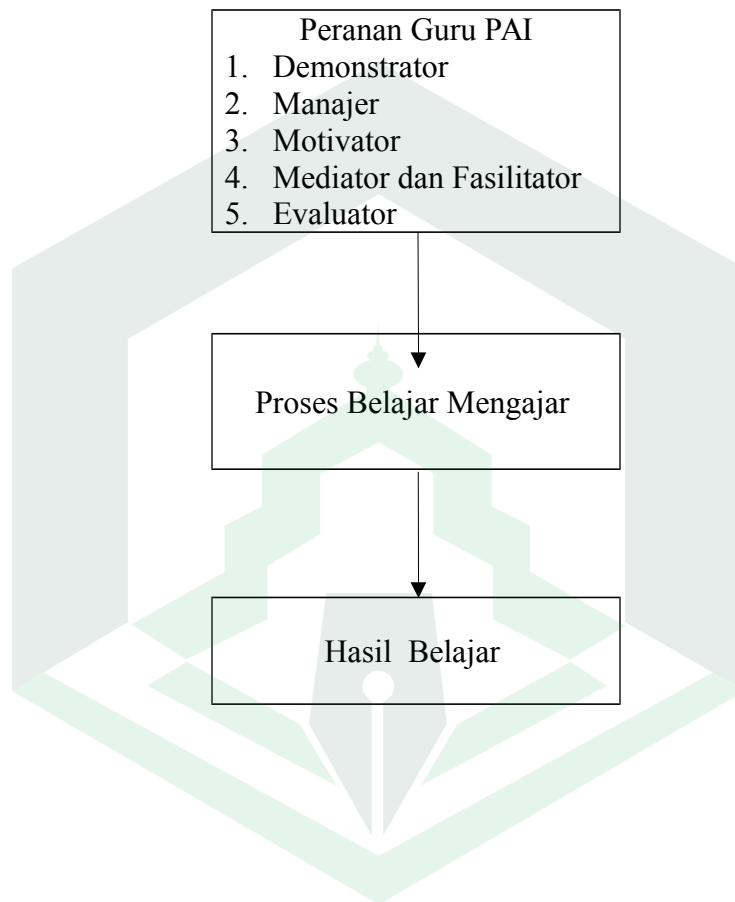 Peranan Guru PAI
1. Demonstrator
2. Manajer
3. Motivator
4. Mediator dan Fasilitator
5. Evaluator
Proses Belajar Mengajar
Hasil Belajar